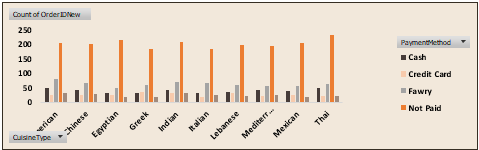 Count of OrderIDNew
250
200
150
100
50
0
Chinese
Egyptian
Greek
Indian
Italian
Lebanese
Mediterr...
Mexican
Thai
CuisineType
PaymentMethod
Cash
Credit Card
Fawry
Not Paid